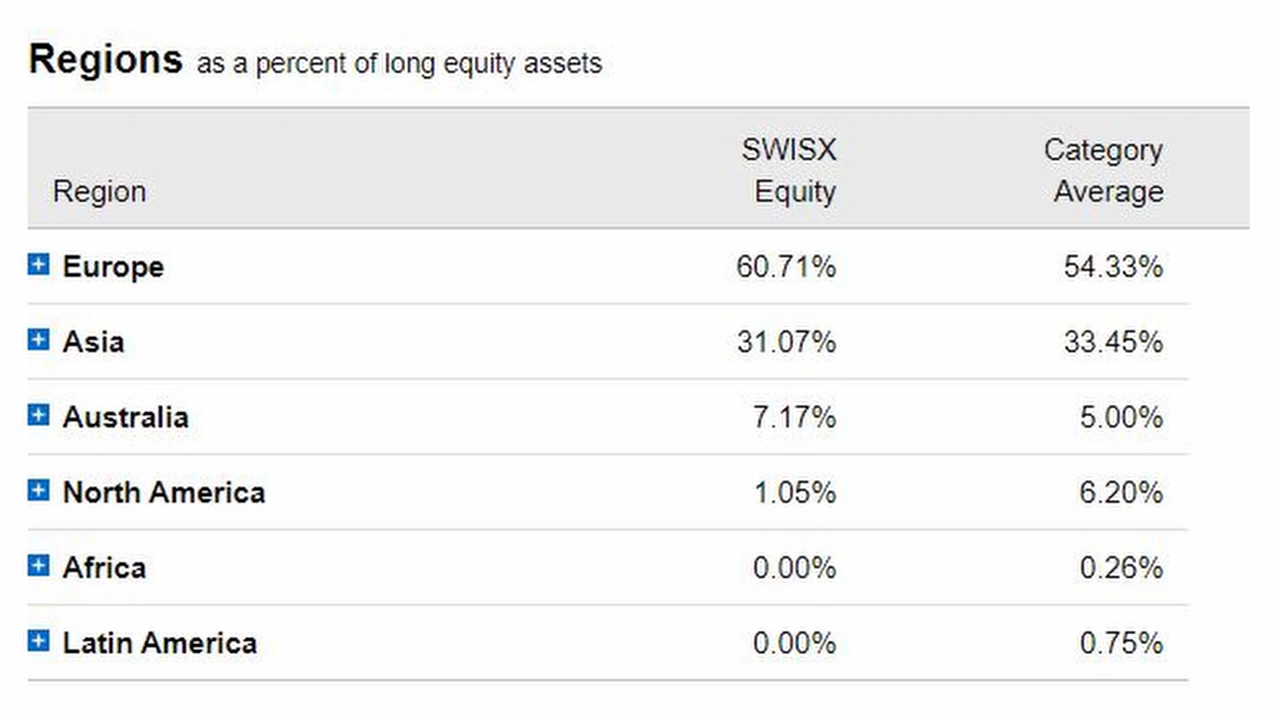 Regions as a percent of long equity assets
Region SWISX Equity Category Average
Europe 60.71% 54.33%
Asia 31.07% 33.45%
Australia 7.17% 5.00%
North America 1.05% 6.20%
Africa 0.00% 0.26%
Latin America 0.00% 0.75%